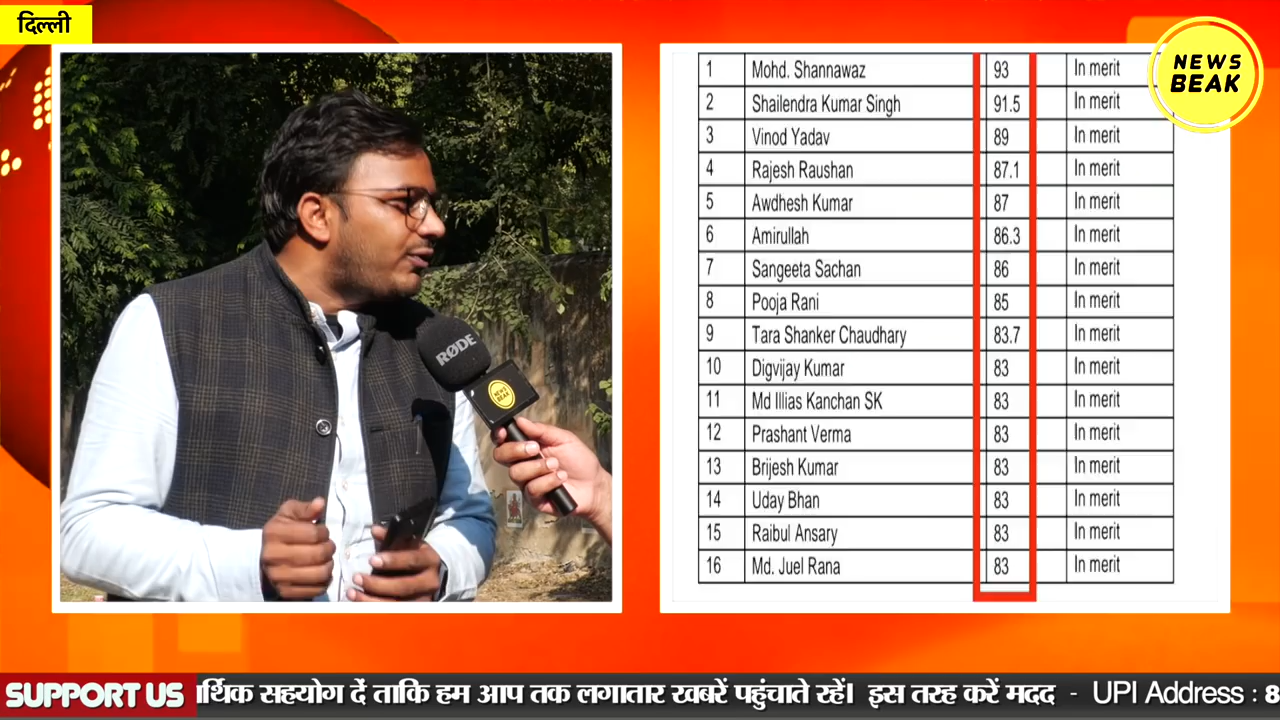 दिल्ली
NEWS
BEAK
1 Mohd. Shannawaz 93 In merit
2 Shailendra Kumar Singh 91.5 In merit
3 Vinod Yadav 89 In merit
4 Rajesh Raushan 87.1 In merit
5 Awdhesh Kumar 87 In merit
6 Amirullah 86.3 In merit
7 Sangeeta Sachan 86 In merit
8 Pooja Rani 85 In merit
9 Tara Shanker Chaudhary 83.7 In merit
10 Digvijay Kumar 83 In merit
11 Md Illias Kanchan SK 83 In merit
12 Prashant Verma 83 In merit
13 Brijesh Kumar 83 In merit
14 Uday Bhan 83 In merit
15 Raibul Ansary 83 In merit
16 Md. Juel Rana 83 In merit
RØDE
NEWS
BEAK
SUPPORT US र्थिक सहयोग दें ताकि हम आप तक लगातार खबरें पहुंचाते रहें। इस तरह करें मदद - UPI Address : 8